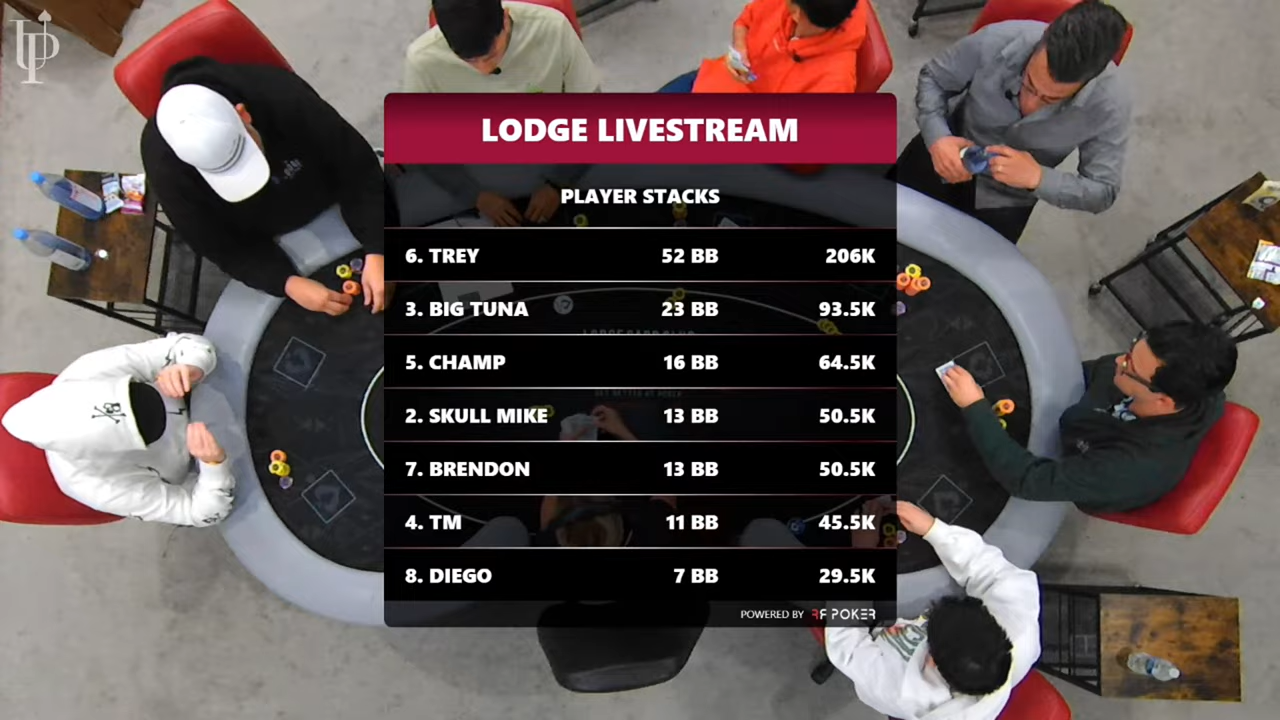 UP
LODGE LIVESTREAM
PLAYER STACKS
6. TREY 52 BB 206K
3. BIG TUNA 23 BB 93.5K
5. CHAMP 16 BB 64.5K
2. SKULL MIKE 13 BB 50.5K
7. BRENDON 13 BB 50.5K
4. TM 11 BB 45.5K
8. DIEGO 7 BB 29.5K
POWERED BY RF POKER